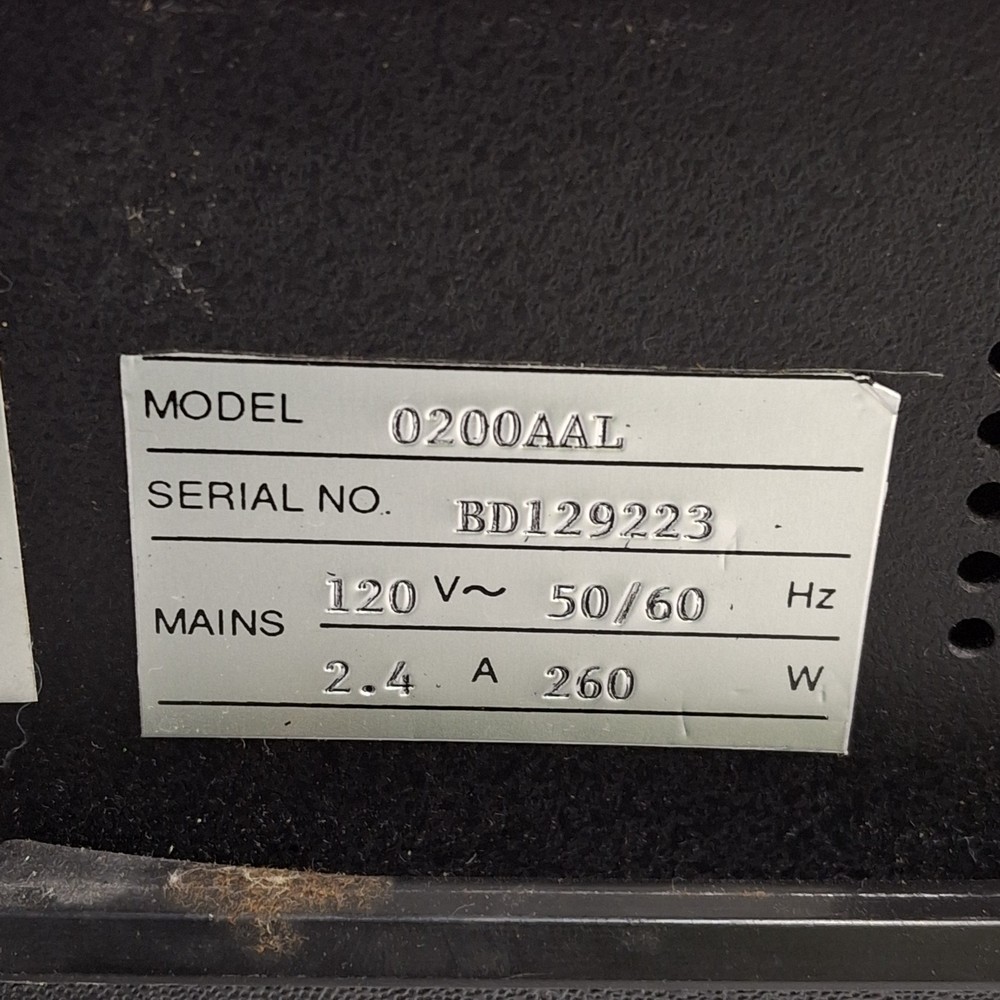 MODEL 0200AAL
SERIAL NO. BD129223
MAINS 120 V~ 50/60 Hz
2.4 A 260 W